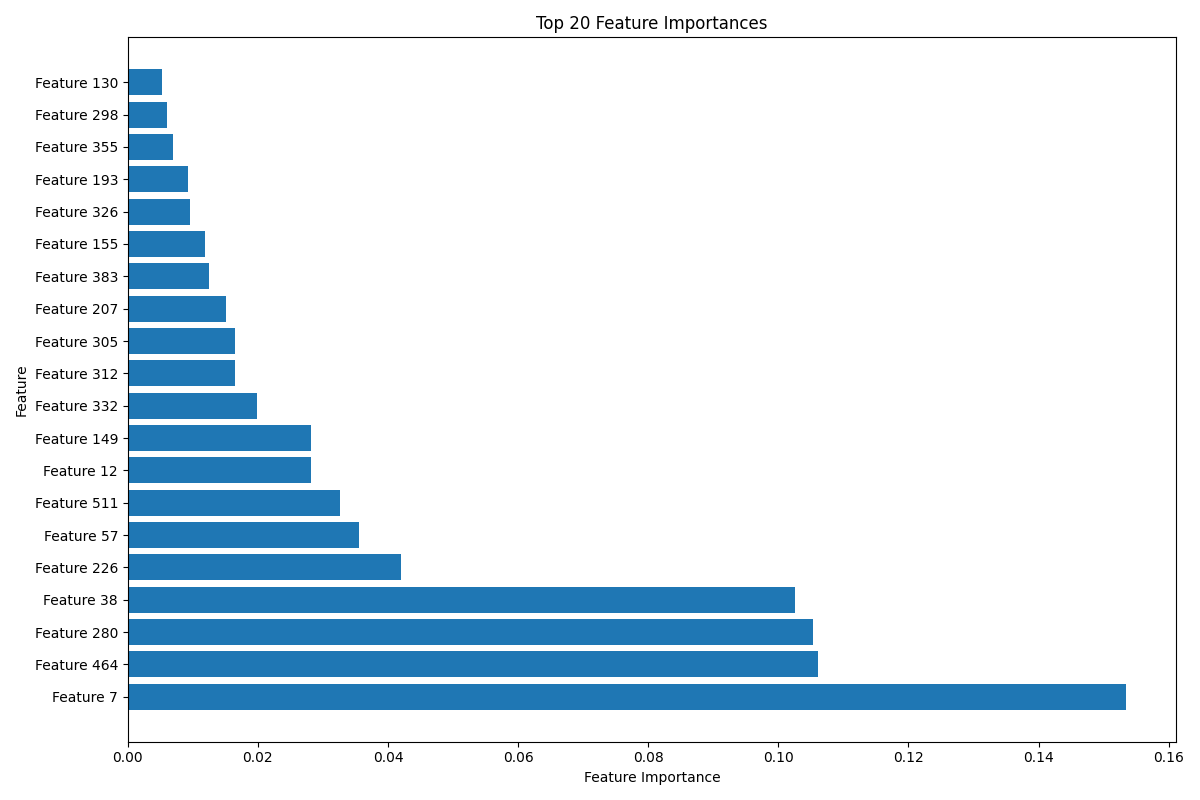 Top 20 Feature Importances
Feature 130
Feature 298
Feature 355
Feature 193
Feature 326
Feature 155
Feature 383
Feature 207
Feature 305
Feature 312
Feature 332
Feature 149
Feature 12
Feature 511
Feature 57
Feature 226
Feature 38
Feature 280
Feature 464
Feature 7
Feature
0.00 0.02 0.04 0.06 0.08 0.10 0.12 0.14 0.16
Feature Importance